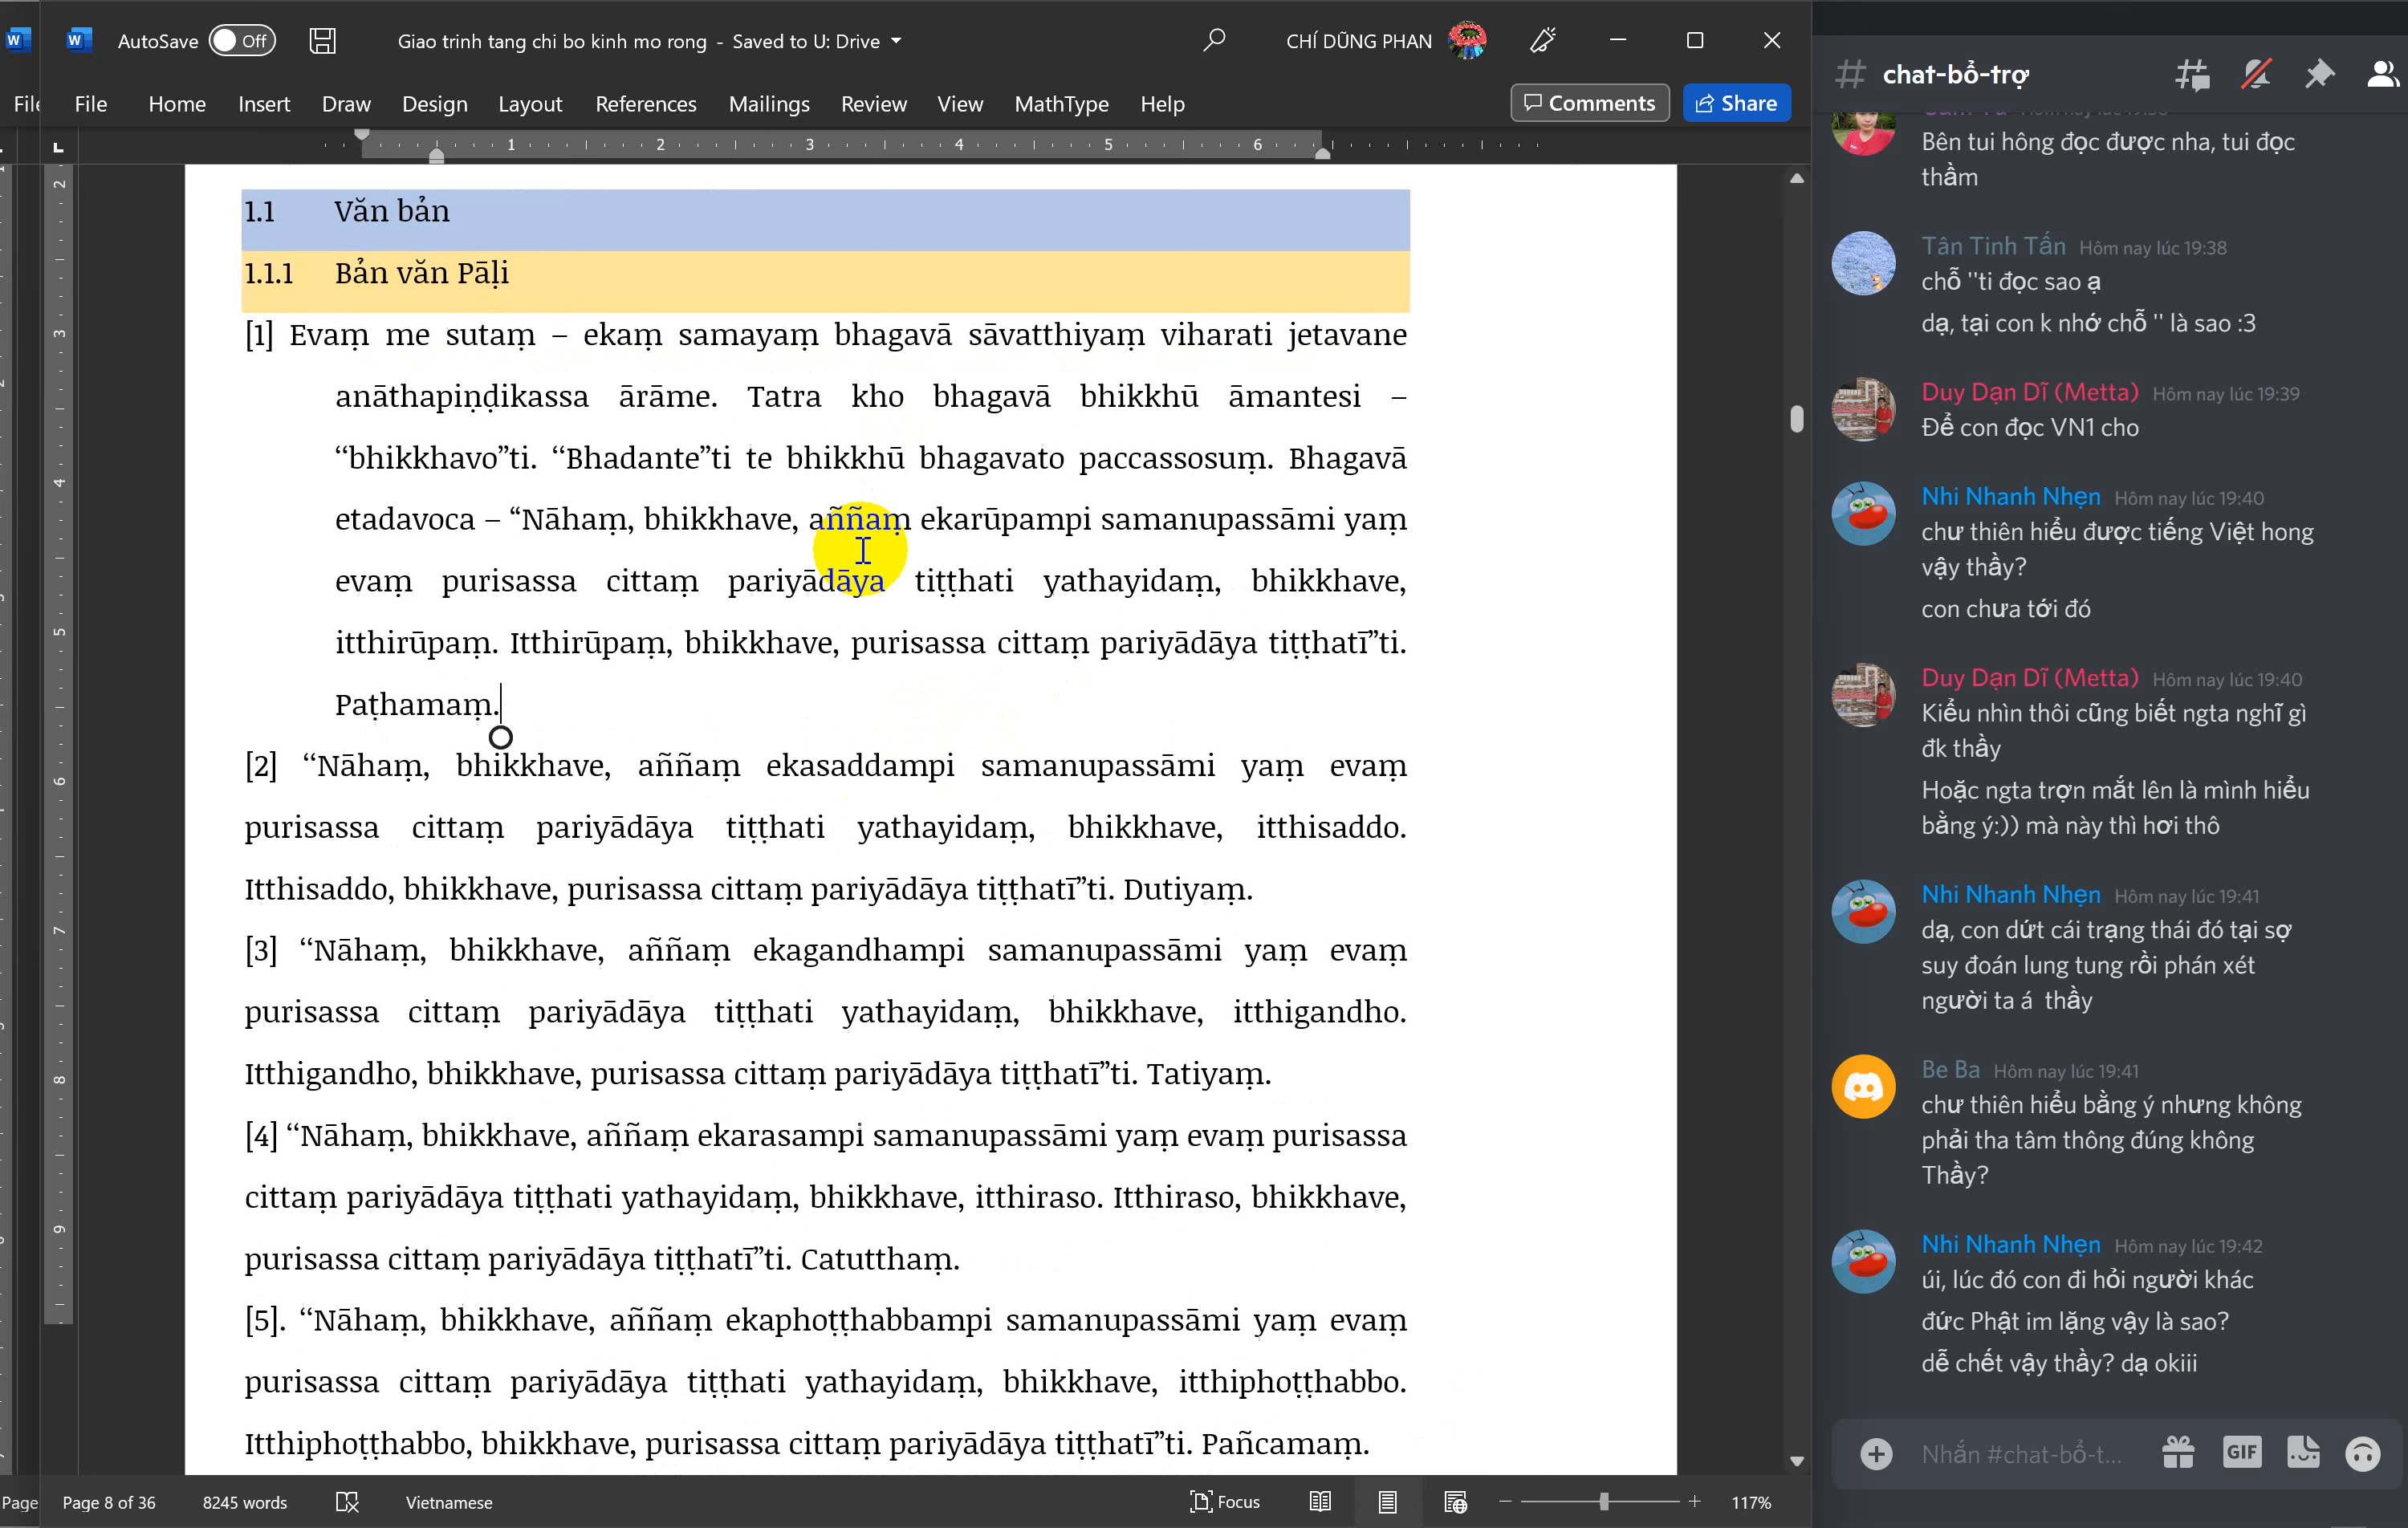 AutoSave Off Giao trinh tang chi bo kinh mo rong - Saved to U: Drive CHÍ DŨNG PHAN
File Home Insert Draw Design Layout References Mailings Review View MathType Help Comments Share
1 2 3 4 5 6
1.1 Văn bản
1.1.1 Bản văn Pāḷi
[1] Evaṃ me sutaṃ – ekaṃ samayaṃ bhagavā sāvatthiyaṃ viharati jetavane
anāthapiṇḍikassa ārāme. Tatra kho bhagavā bhikkhū āmantesi –
“bhikkhavo”ti. “Bhadante”ti te bhikkhū bhagavato paccassosuṃ. Bhagavā
etadavoca – “Nāhaṃ, bhikkhave, aññaṃ ekarūpampi samanupassāmi yaṃ
evaṃ purisassa cittaṃ pariyādāya tiṭṭhati yathayidaṃ, bhikkhave,
itthirūpaṃ. Itthirūpaṃ, bhikkhave, purisassa cittaṃ pariyādāya tiṭṭhatī”ti.
Paṭhamaṃ.
[2] “Nāhaṃ, bhikkhave, aññaṃ ekasaddampi samanupassāmi yaṃ evaṃ
purisassa cittaṃ pariyādāya tiṭṭhati yathayidaṃ, bhikkhave, itthisaddo.
Itthisaddo, bhikkhave, purisassa cittaṃ pariyādāya tiṭṭhatī”ti. Dutiyaṃ.
[3] “Nāhaṃ, bhikkhave, aññaṃ ekagandhampi samanupassāmi yaṃ evaṃ
purisassa cittaṃ pariyādāya tiṭṭhati yathayidaṃ, bhikkhave, itthigandho.
Itthigandho, bhikkhave, purisassa cittaṃ pariyādāya tiṭṭhatī”ti. Tatiyaṃ.
[4] “Nāhaṃ, bhikkhave, aññaṃ ekarasampi samanupassāmi yaṃ evaṃ purisassa
cittaṃ pariyādāya tiṭṭhati yathayidaṃ, bhikkhave, itthiraso. Itthiraso, bhikkhave,
purisassa cittaṃ pariyādāya tiṭṭhatī”ti. Catutthaṃ.
[5]. “Nāhaṃ, bhikkhave, aññaṃ ekaphoṭṭhabbampi samanupassāmi yaṃ evaṃ
purisassa cittaṃ pariyādāya tiṭṭhati yathayidaṃ, bhikkhave, itthiphoṭṭhabbo.
Itthiphoṭṭhabbo, bhikkhave, purisassa cittaṃ pariyādāya tiṭṭhatī”ti. Pañcamaṃ.
Page 8 of 36 8245 words Vietnamese Focus 117%
# chat-bổ-trợ
Bên tui hông đọc được nha, tui đọc
thầm
Tân Tinh Tấn Hôm nay lúc 19:38
chỗ ''ti đọc sao ạ
dạ, tại con k nhớ chỗ '' là sao :3
Duy Dạn Dĩ (Metta) Hôm nay lúc 19:39
Để con đọc VN1 cho
Nhi Nhanh Nhẹn Hôm nay lúc 19:40
chư thiên hiểu được tiếng Việt hong
vậy thầy?
con chưa tới đó
Duy Dạn Dĩ (Metta) Hôm nay lúc 19:40
Kiểu nhìn thôi cũng biết ngta nghĩ gì
đk thầy
Hoặc ngta trợn mắt lên là mình hiểu
bằng ý:)) mà này thì hơi thô
Nhi Nhanh Nhẹn Hôm nay lúc 19:41
dạ, con dứt cái trạng thái đó tại sợ
suy đoán lung tung rồi phán xét
người ta á thầy
Be Ba Hôm nay lúc 19:41
chư thiên hiểu bằng ý nhưng không
phải tha tâm thông đúng không
Thầy?
Nhi Nhanh Nhẹn Hôm nay lúc 19:42
úi, lúc đó con đi hỏi người khác
đức Phật im lặng vậy là sao?
dễ chết vậy thầy? dạ okiii
Nhắn #chat-bổ-t... GIF